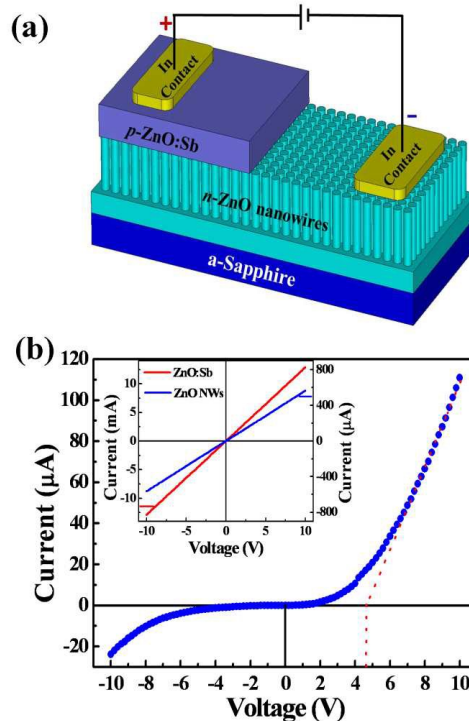 (a)
+
-
In
Contact
In
Contact
p-ZnO:Sb
n-ZnO nanowires
a-Sapphire
(b)
120
100
80
60
40
20
0
-20
Current (μA)
-10 -8 -6 -4 -2 0 2 4 6 8 10
Voltage (V)
ZnO:Sb
ZnO NWs
10
5
0
-5
-10
Current (mA)
800
400
0
-400
-800
Current (μA)
-10 -5 0 5 10
Voltage (V)